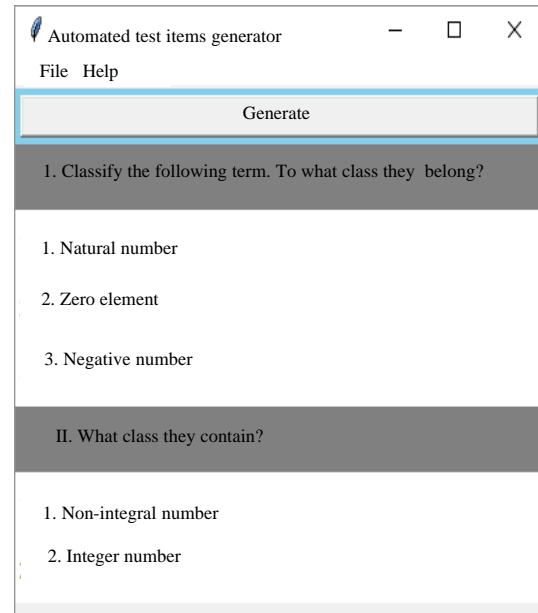 Automated test items generator
File Help
Generate
1. Classify the following term. To what class they belong?
1. Natural number
2. Zero element
3. Negative number
II. What class they contain?
1. Non-integral number
2. Integer number